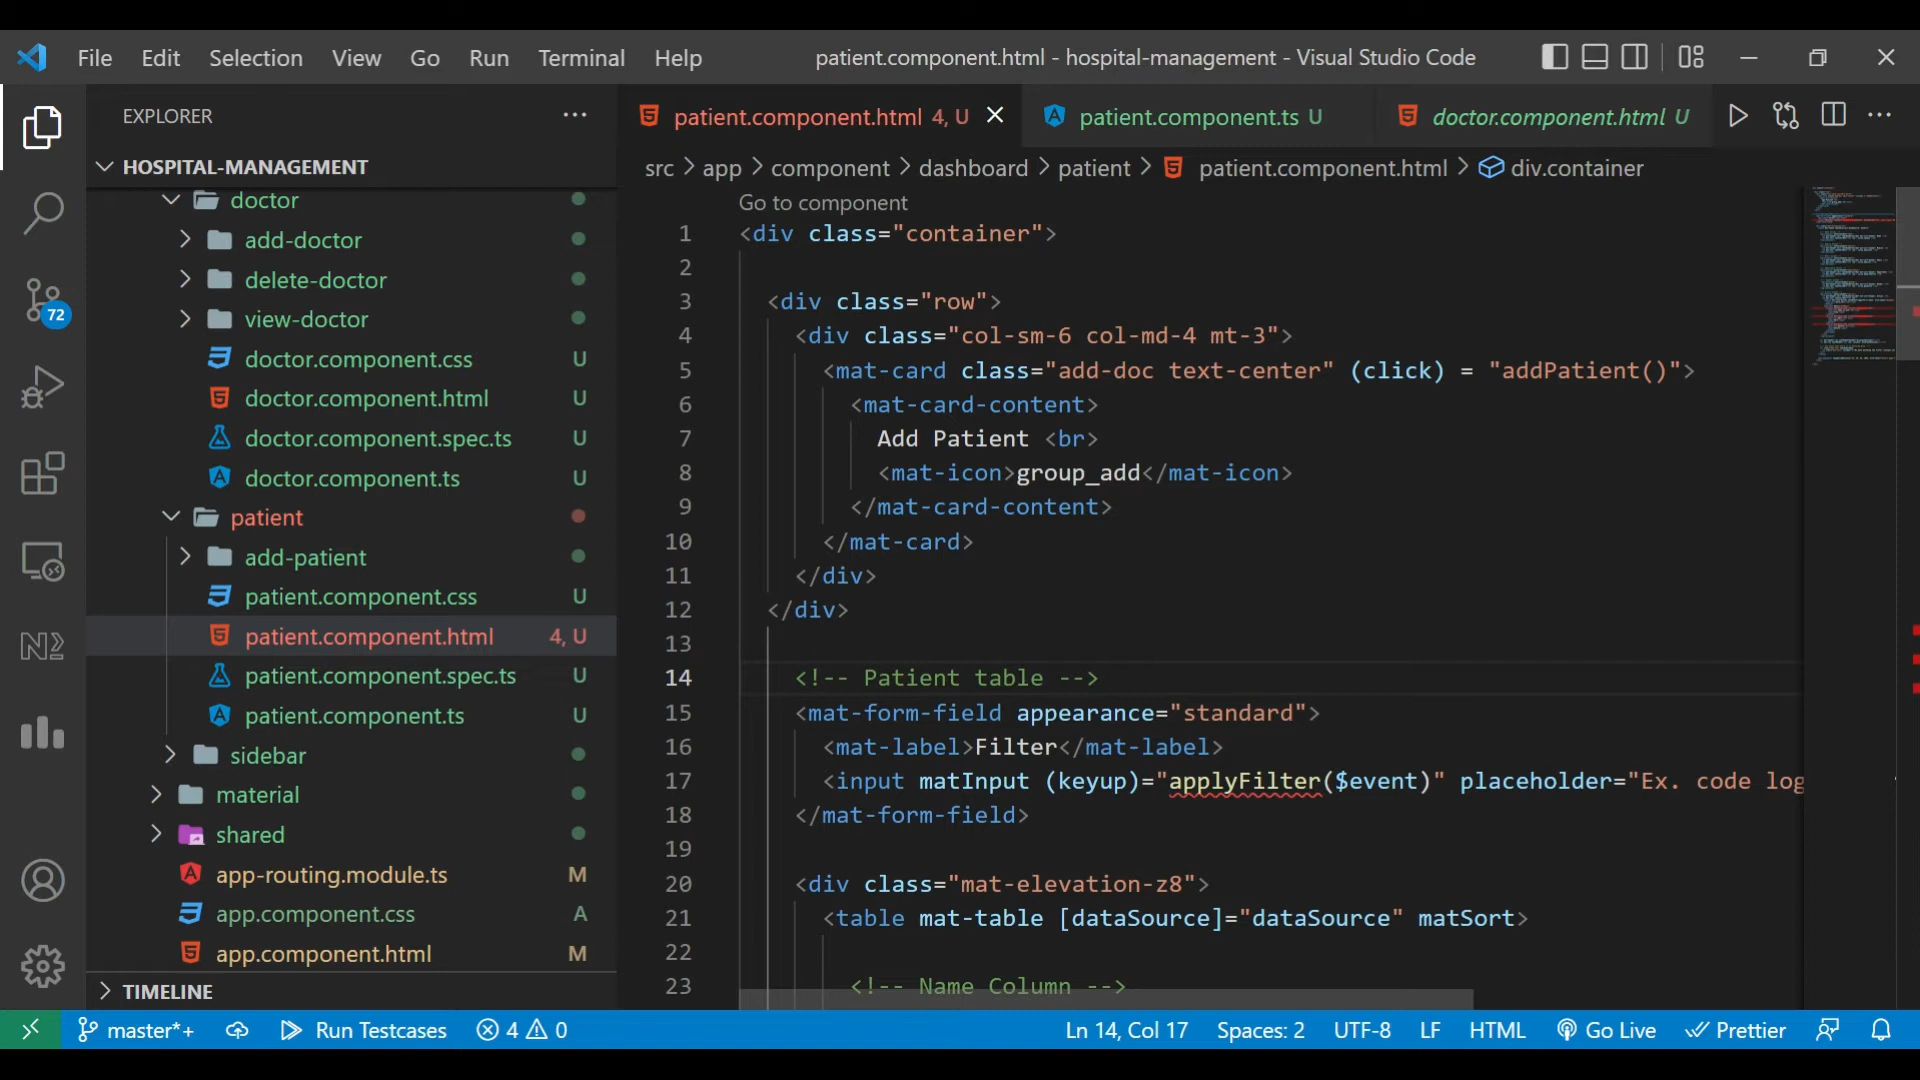 File Edit Selection View Go Run Terminal Help patient.component.html - hospital-management - Visual Studio Code
EXPLORER
HOSPITAL-MANAGEMENT
doctor
add-doctor
delete-doctor
view-doctor
doctor.component.css U
doctor.component.html U
doctor.component.spec.ts U
doctor.component.ts U
patient
add-patient
patient.component.css U
patient.component.html 4, U
patient.component.spec.ts U
patient.component.ts U
sidebar
material
shared
app-routing.module.ts M
app.component.css A
app.component.html M
TIMELINE
72
patient.component.html 4, U patient.component.ts U doctor.component.html U
src > app > component > dashboard > patient > patient.component.html > div.container
Go to component
1 <div class="container">
2
3 <div class="row">
4 <div class="col-sm-6 col-md-4 mt-3">
5 <mat-card class="add-doc text-center" (click) = "addPatient()">
6 <mat-card-content>
7 Add Patient <br>
8 <mat-icon>group_add</mat-icon>
9 </mat-card-content>
10 </mat-card>
11 </div>
12 </div>
13
14 <!-- Patient table -->
15 <mat-form-field appearance="standard">
16 <mat-label>Filter</mat-label>
17 <input matInput (keyup)="applyFilter($event)" placeholder="Ex. code log
18 </mat-form-field>
19
20 <div class="mat-elevation-z8">
21 <table mat-table [dataSource]="dataSource" matSort>
22
23 <!-- Name Column -->
master*+ Run Testcases 4 0 Ln 14, Col 17 Spaces: 2 UTF-8 LF HTML Go Live Prettier